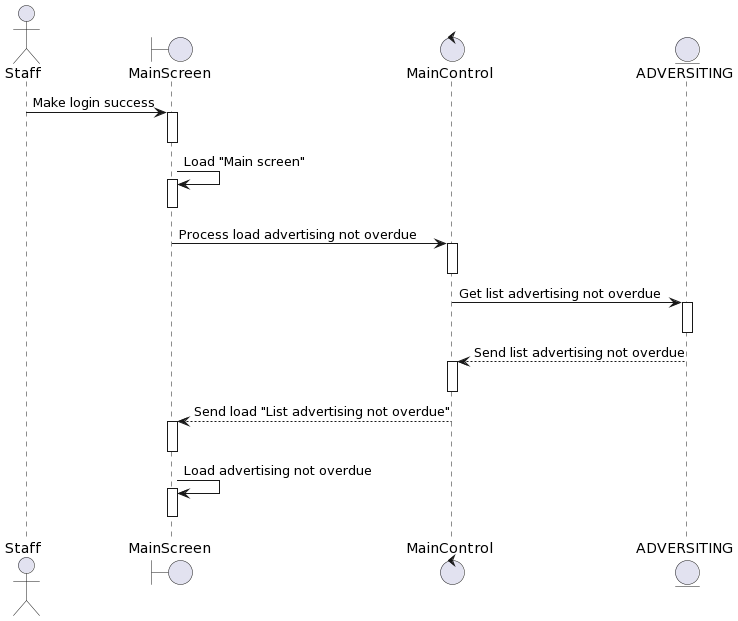 Staff
MainScreen
MainControl
ADVERSITING
Make login success
Load "Main screen"
Process load advertising not overdue
Get list advertising not overdue
Send list advertising not overdue
Send load "List advertising not overdue"
Load advertising not overdue
Staff
MainScreen
MainControl
ADVERSITING